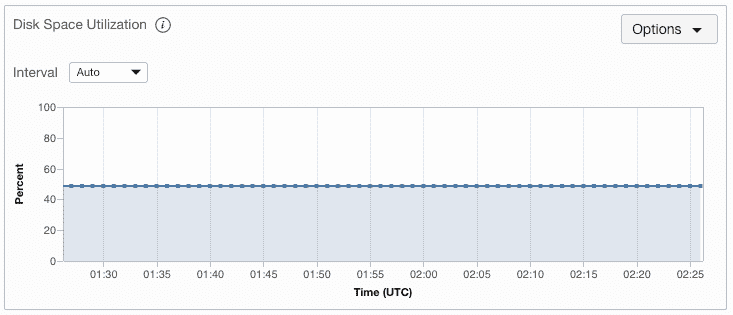 Disk Space Utilization i
Options
Interval Auto
100
80
60
40
20
0
Percent
01:30 01:35 01:40 01:45 01:50 01:55 02:00 02:05 02:10 02:15 02:20 02:25
Time (UTC)